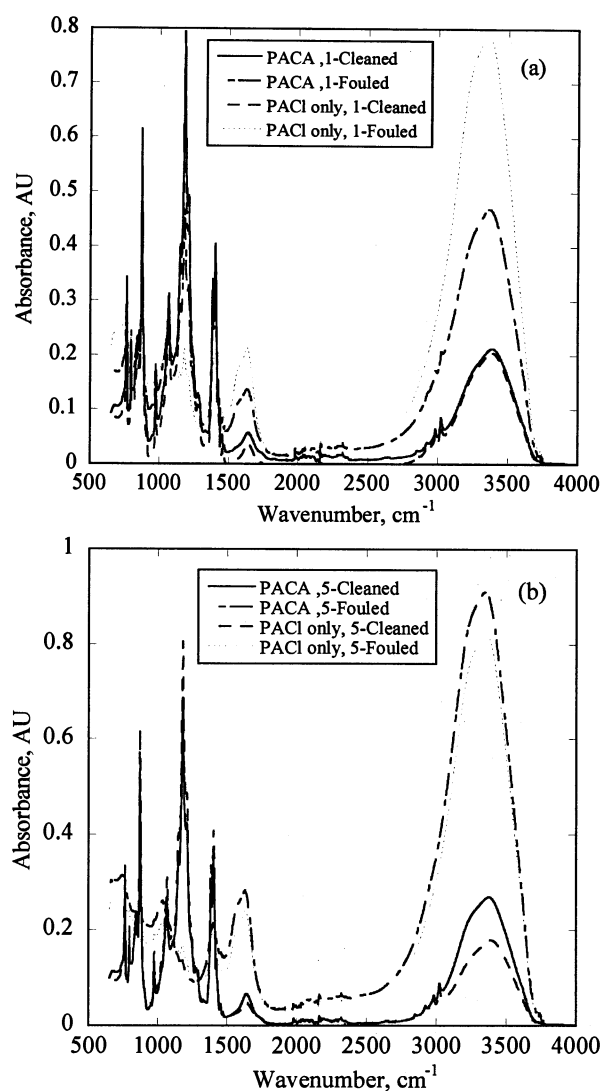 0.8
0.7
0.6
0.5
0.4
0.3
0.2
0.1
0
Absorbance, AU
PACA ,1-Cleaned
PACA ,1-Fouled
PACl only, 1-Cleaned
PACl only, 1-Fouled
(a)
500 1000 1500 2000 2500 3000 3500 4000
Wavenumber, cm-1
1
0.8
0.6
0.4
0.2
0
Absorbance, AU
PACA ,5-Cleaned
PACA ,5-Fouled
PACl only, 5-Cleaned
PACl only, 5-Fouled
(b)
500 1000 1500 2000 2500 3000 3500 4000
Wavenumber, cm-1